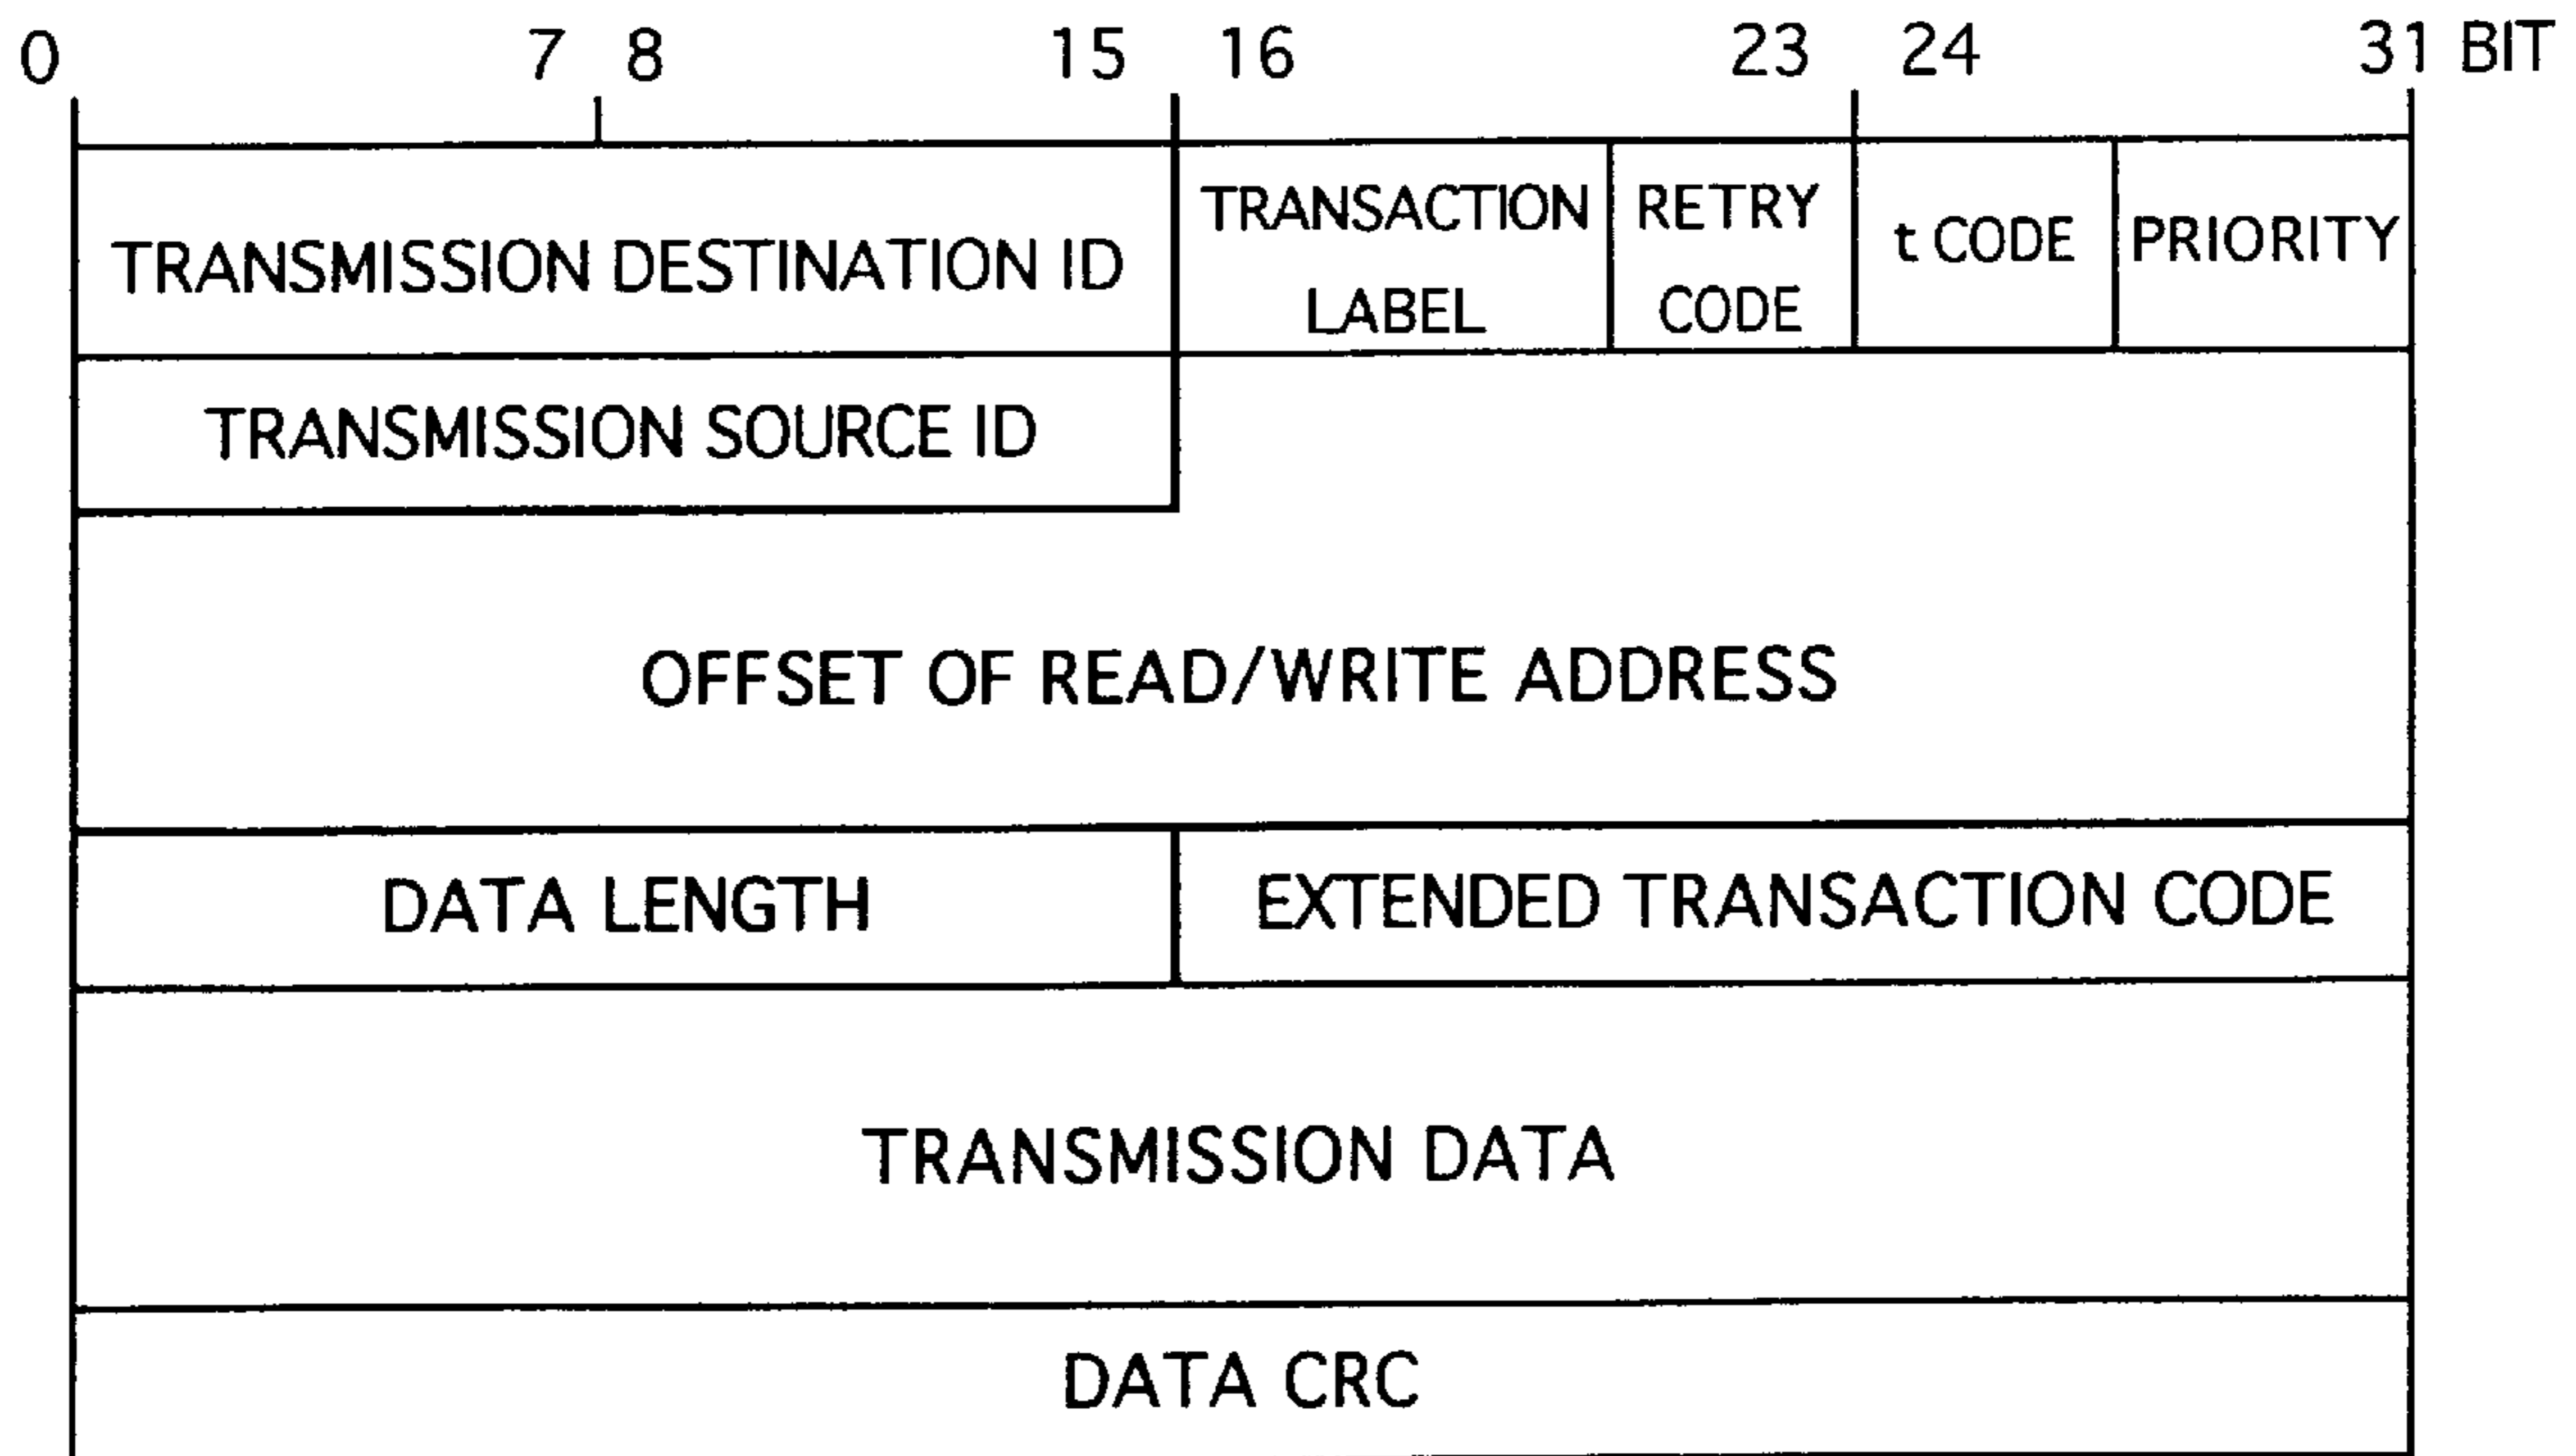 0 7 8 15 16 23 24 31 BIT
TRANSMISSION DESTINATION ID
TRANSACTION
LABEL
RETRY
CODE
t CODE
PRIORITY
TRANSMISSION SOURCE ID
OFFSET OF READ/WRITE ADDRESS
DATA LENGTH
EXTENDED TRANSACTION CODE
TRANSMISSION DATA
DATA CRC